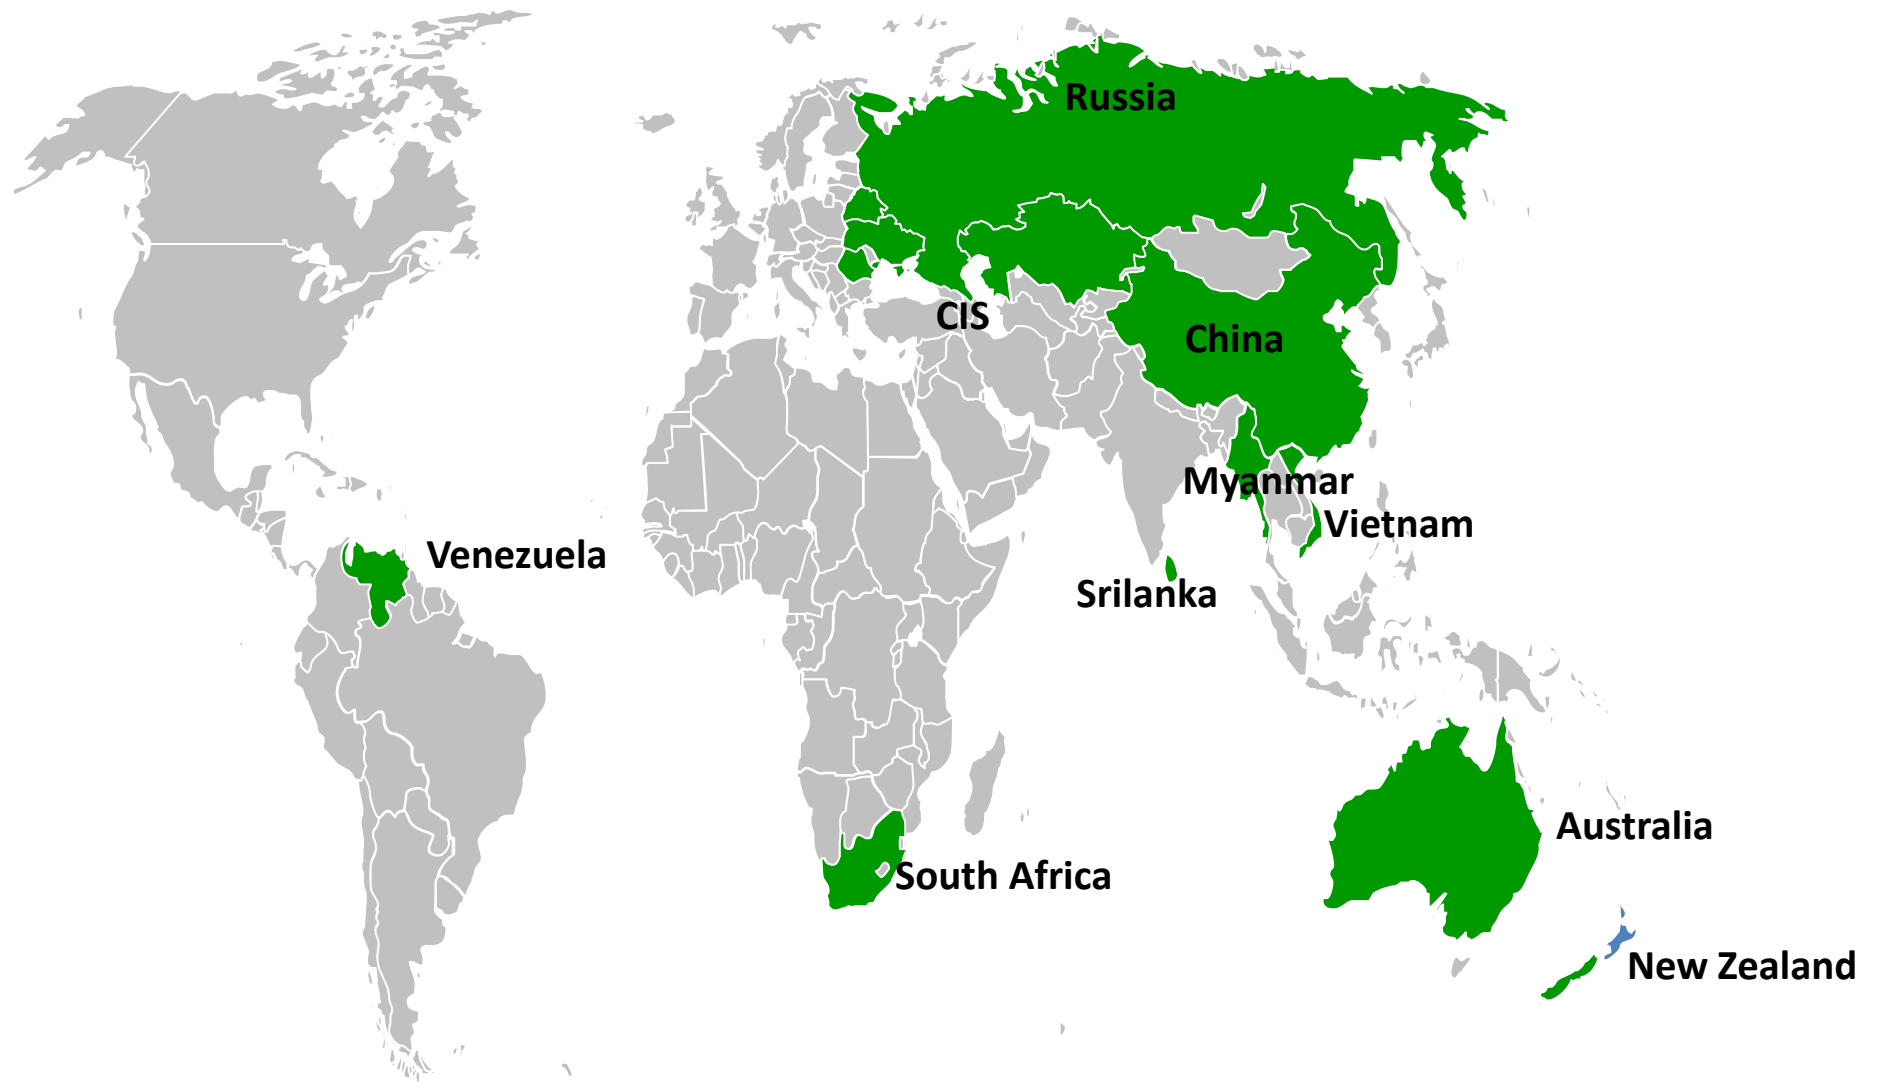 Russia
CIS
China
Myanmar
Vietnam
Venezuela
Srilanka
Australia
South Africa
New Zealand